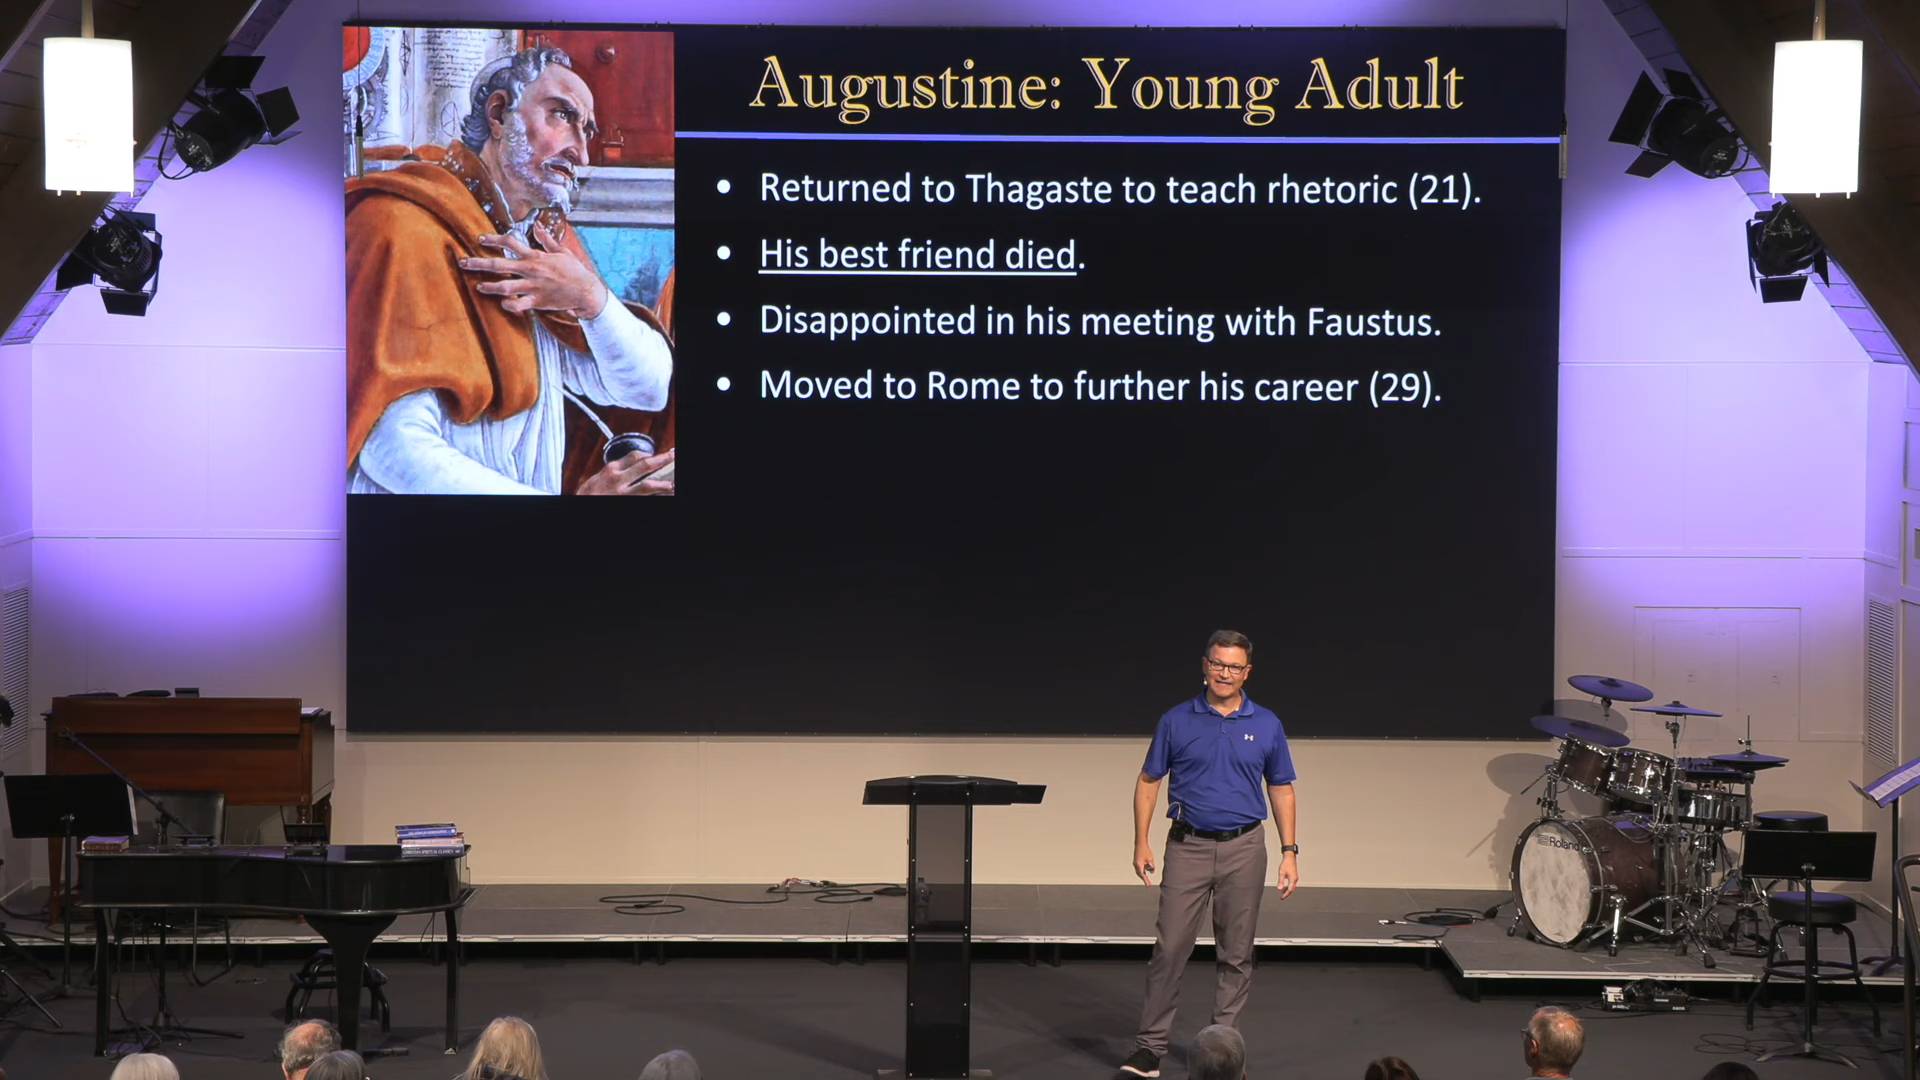 Augustine: Young Adult
• Returned to Thagaste to teach rhetoric (21).
• His best friend died.
• Disappointed in his meeting with Faustus.
• Moved to Rome to further his career (29).
Roland